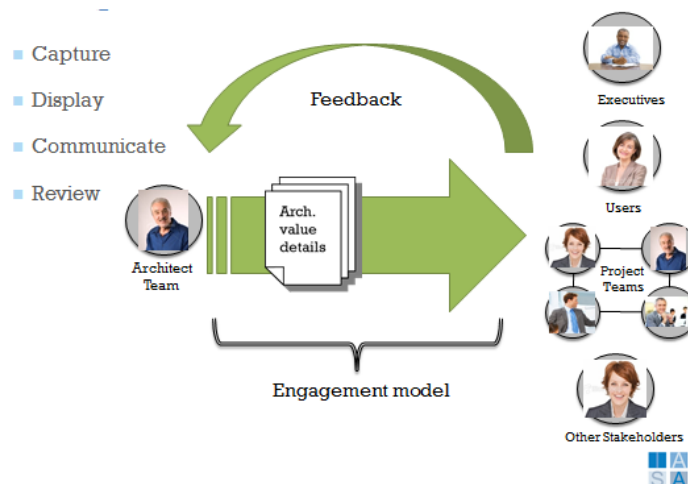 Capture
Display
Communicate
Review
Feedback
Arch.
value
details
Architect
Team
Engagement model
Executives
Users
Project
Teams
Other Stakeholders
I A
S A